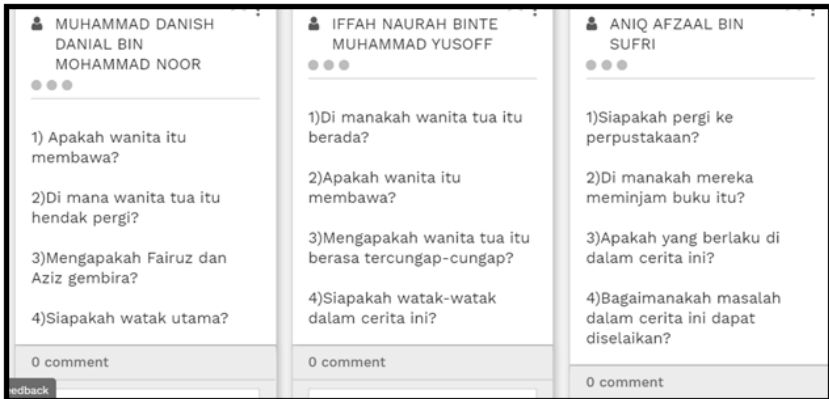 MUHAMMAD DANISH
DANIAL BIN
MOHAMMAD NOOR
1) Apakah wanita itu
membawa?
2)Di mana wanita tua itu
hendak pergi?
3)Mengapakah Fairuz dan
Aziz gembira?
4)Siapakah watak utama?
0 comment
edback
IFFAH NAURAH BINTE
MUHAMMAD YUSOFF
1)Di manakah wanita tua itu
berada?
2)Apakah wanita itu
membawa?
3)Mengapakah wanita tua itu
berasa tercungap-cungap?
4)Siapakah watak-watak
dalam cerita ini?
0 comment
ANIQ AFZAAL BIN
SUFRI
1)Siapakah pergi ke
perpustakaan?
2)Di manakah mereka
meminjam buku itu?
3)Apakah yang berlaku di
dalam cerita ini?
4)Bagaimanakah masalah
dalam cerita ini dapat
diselaikan?
0 comment